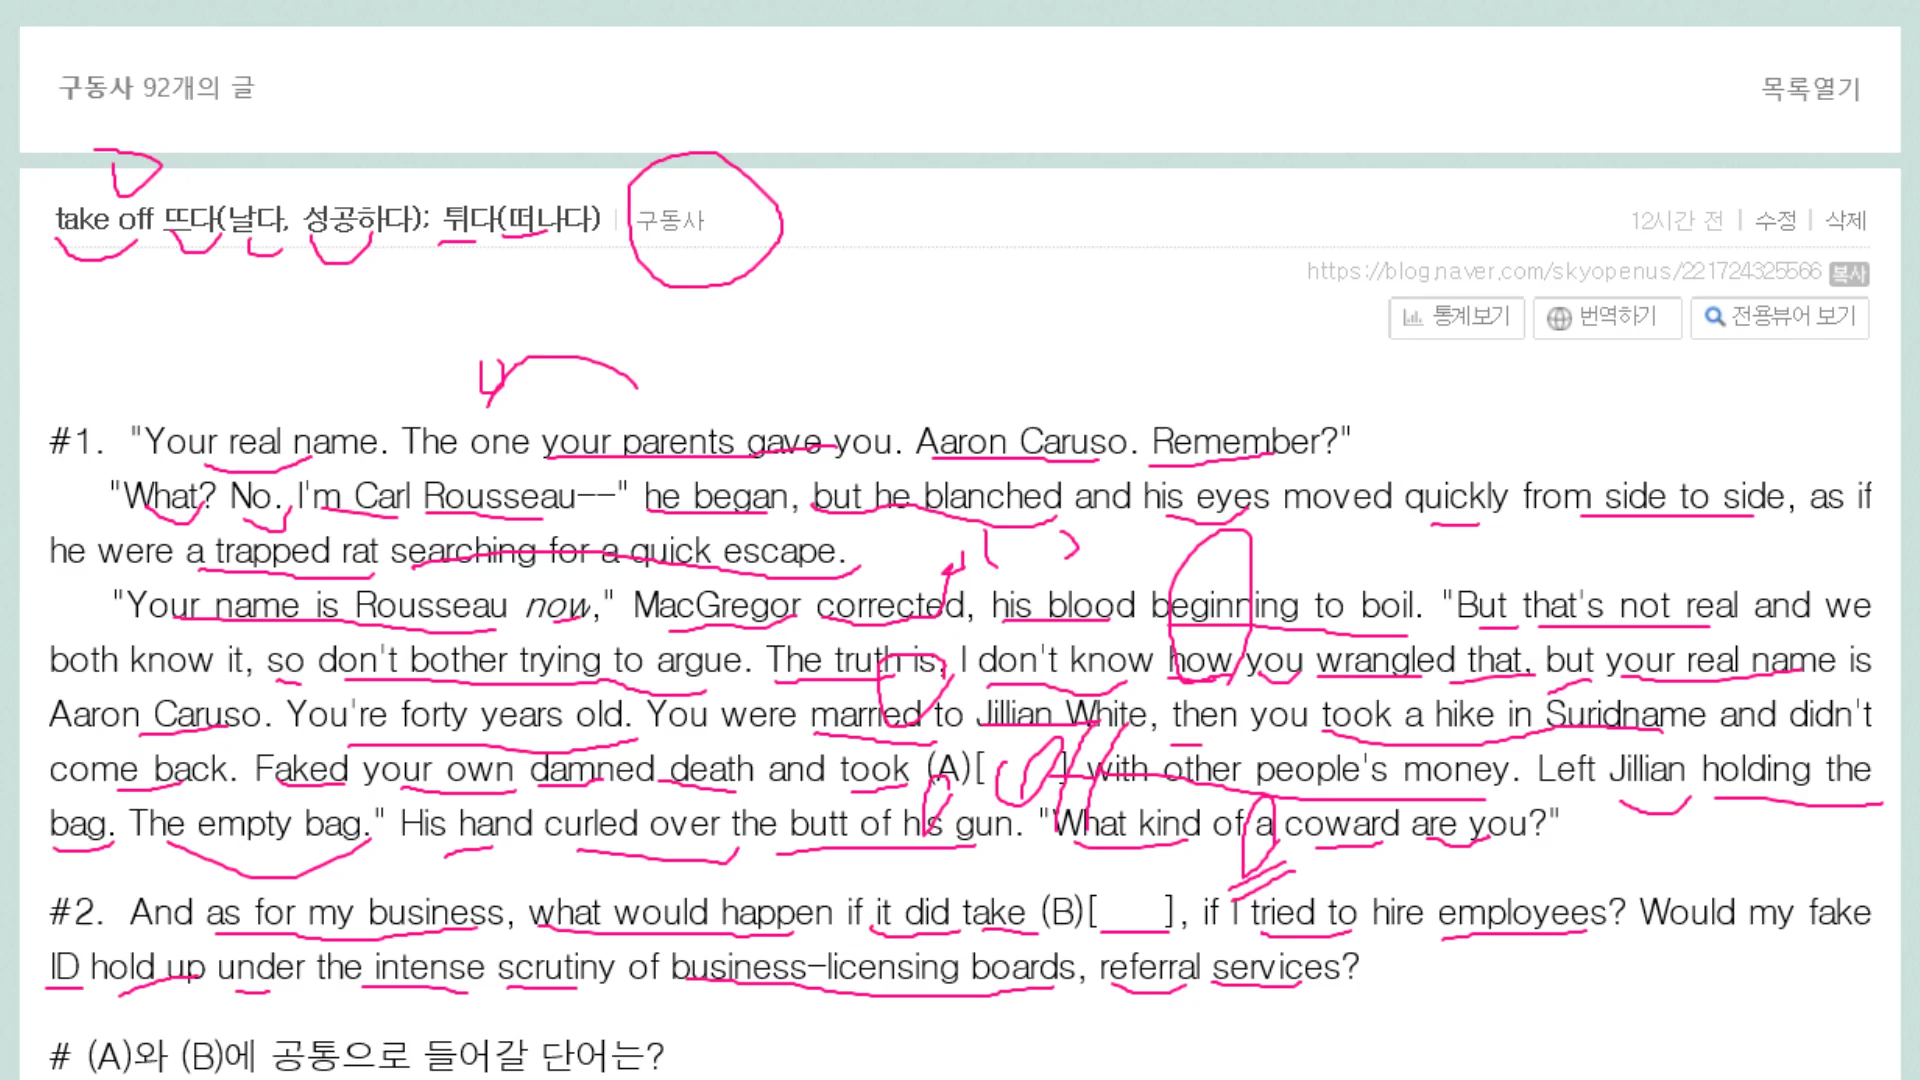 구동사 92개의 글
목록열기
take off 뜨다(날다, 성공하다); 튀다(떠나다) | 구동사
12시간 전 | 수정 | 삭제
https://blog.naver.com/skyopenus/221724325566 복사
통계보기 번역하기 전용뷰어 보기
#1. "Your real name. The one your parents gave you. Aaron Caruso. Remember?"
"What? No. I'm Carl Rousseau--" he began, but he blanched and his eyes moved quickly from side to side, as if
he were a trapped rat searching for a quick escape.
"Your name is Rousseau now," MacGregor corrected, his blood beginning to boil. "But that's not real and we
both know it, so don't bother trying to argue. The truth is, I don't know how you wrangled that, but your real name is
Aaron Caruso. You're forty years old. You were married to Jillian White, then you took a hike in Suridname and didn't
come back. Faked your own damned death and took (A)[ off ] with other people's money. Left Jillian holding the
bag. The empty bag." His hand curled over the butt of his gun. "What kind of a coward are you?"
#2. And as for my business, what would happen if it did take (B)[___], if I tried to hire employees? Would my fake
ID hold up under the intense scrutiny of business-licensing boards, referral services?
# (A)와 (B)에 공통으로 들어갈 단어는?